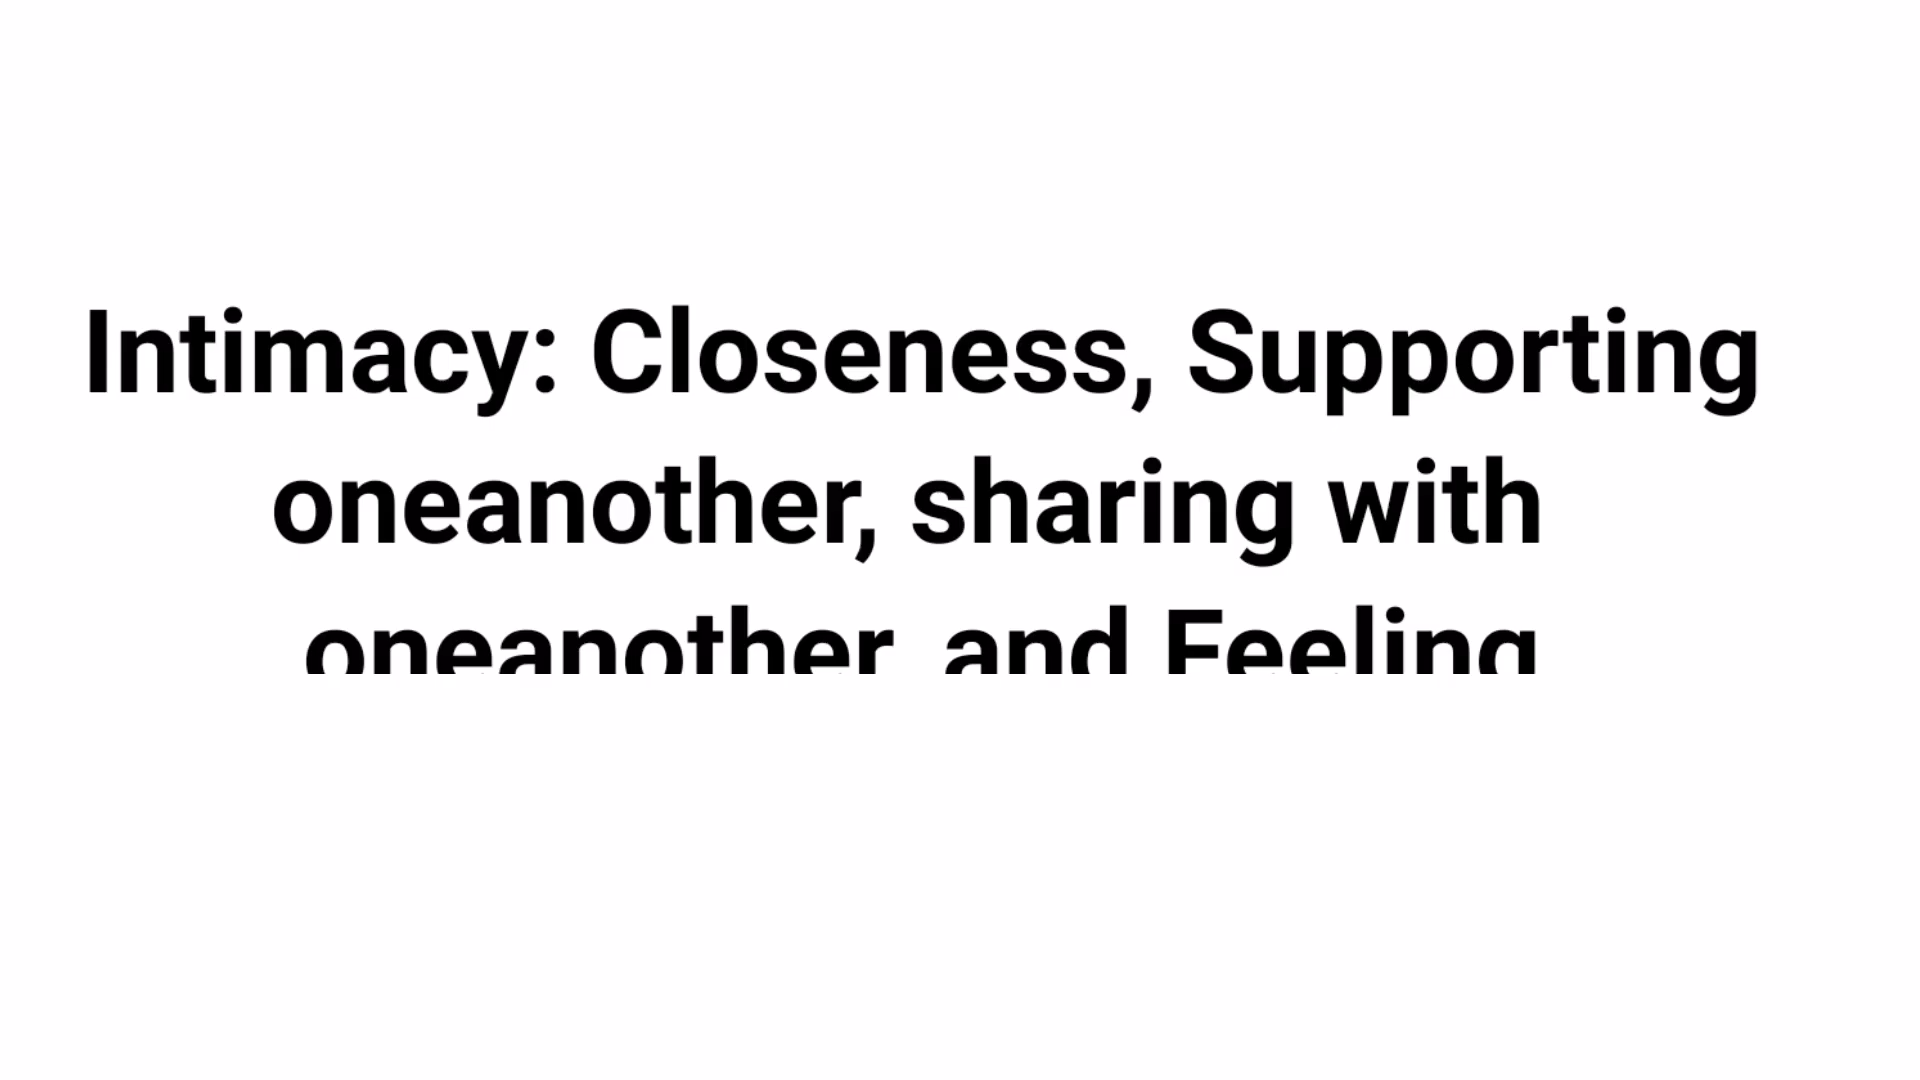 Intimacy: Closeness, Supporting
oneanother, sharing with
oneanother, and Feeling